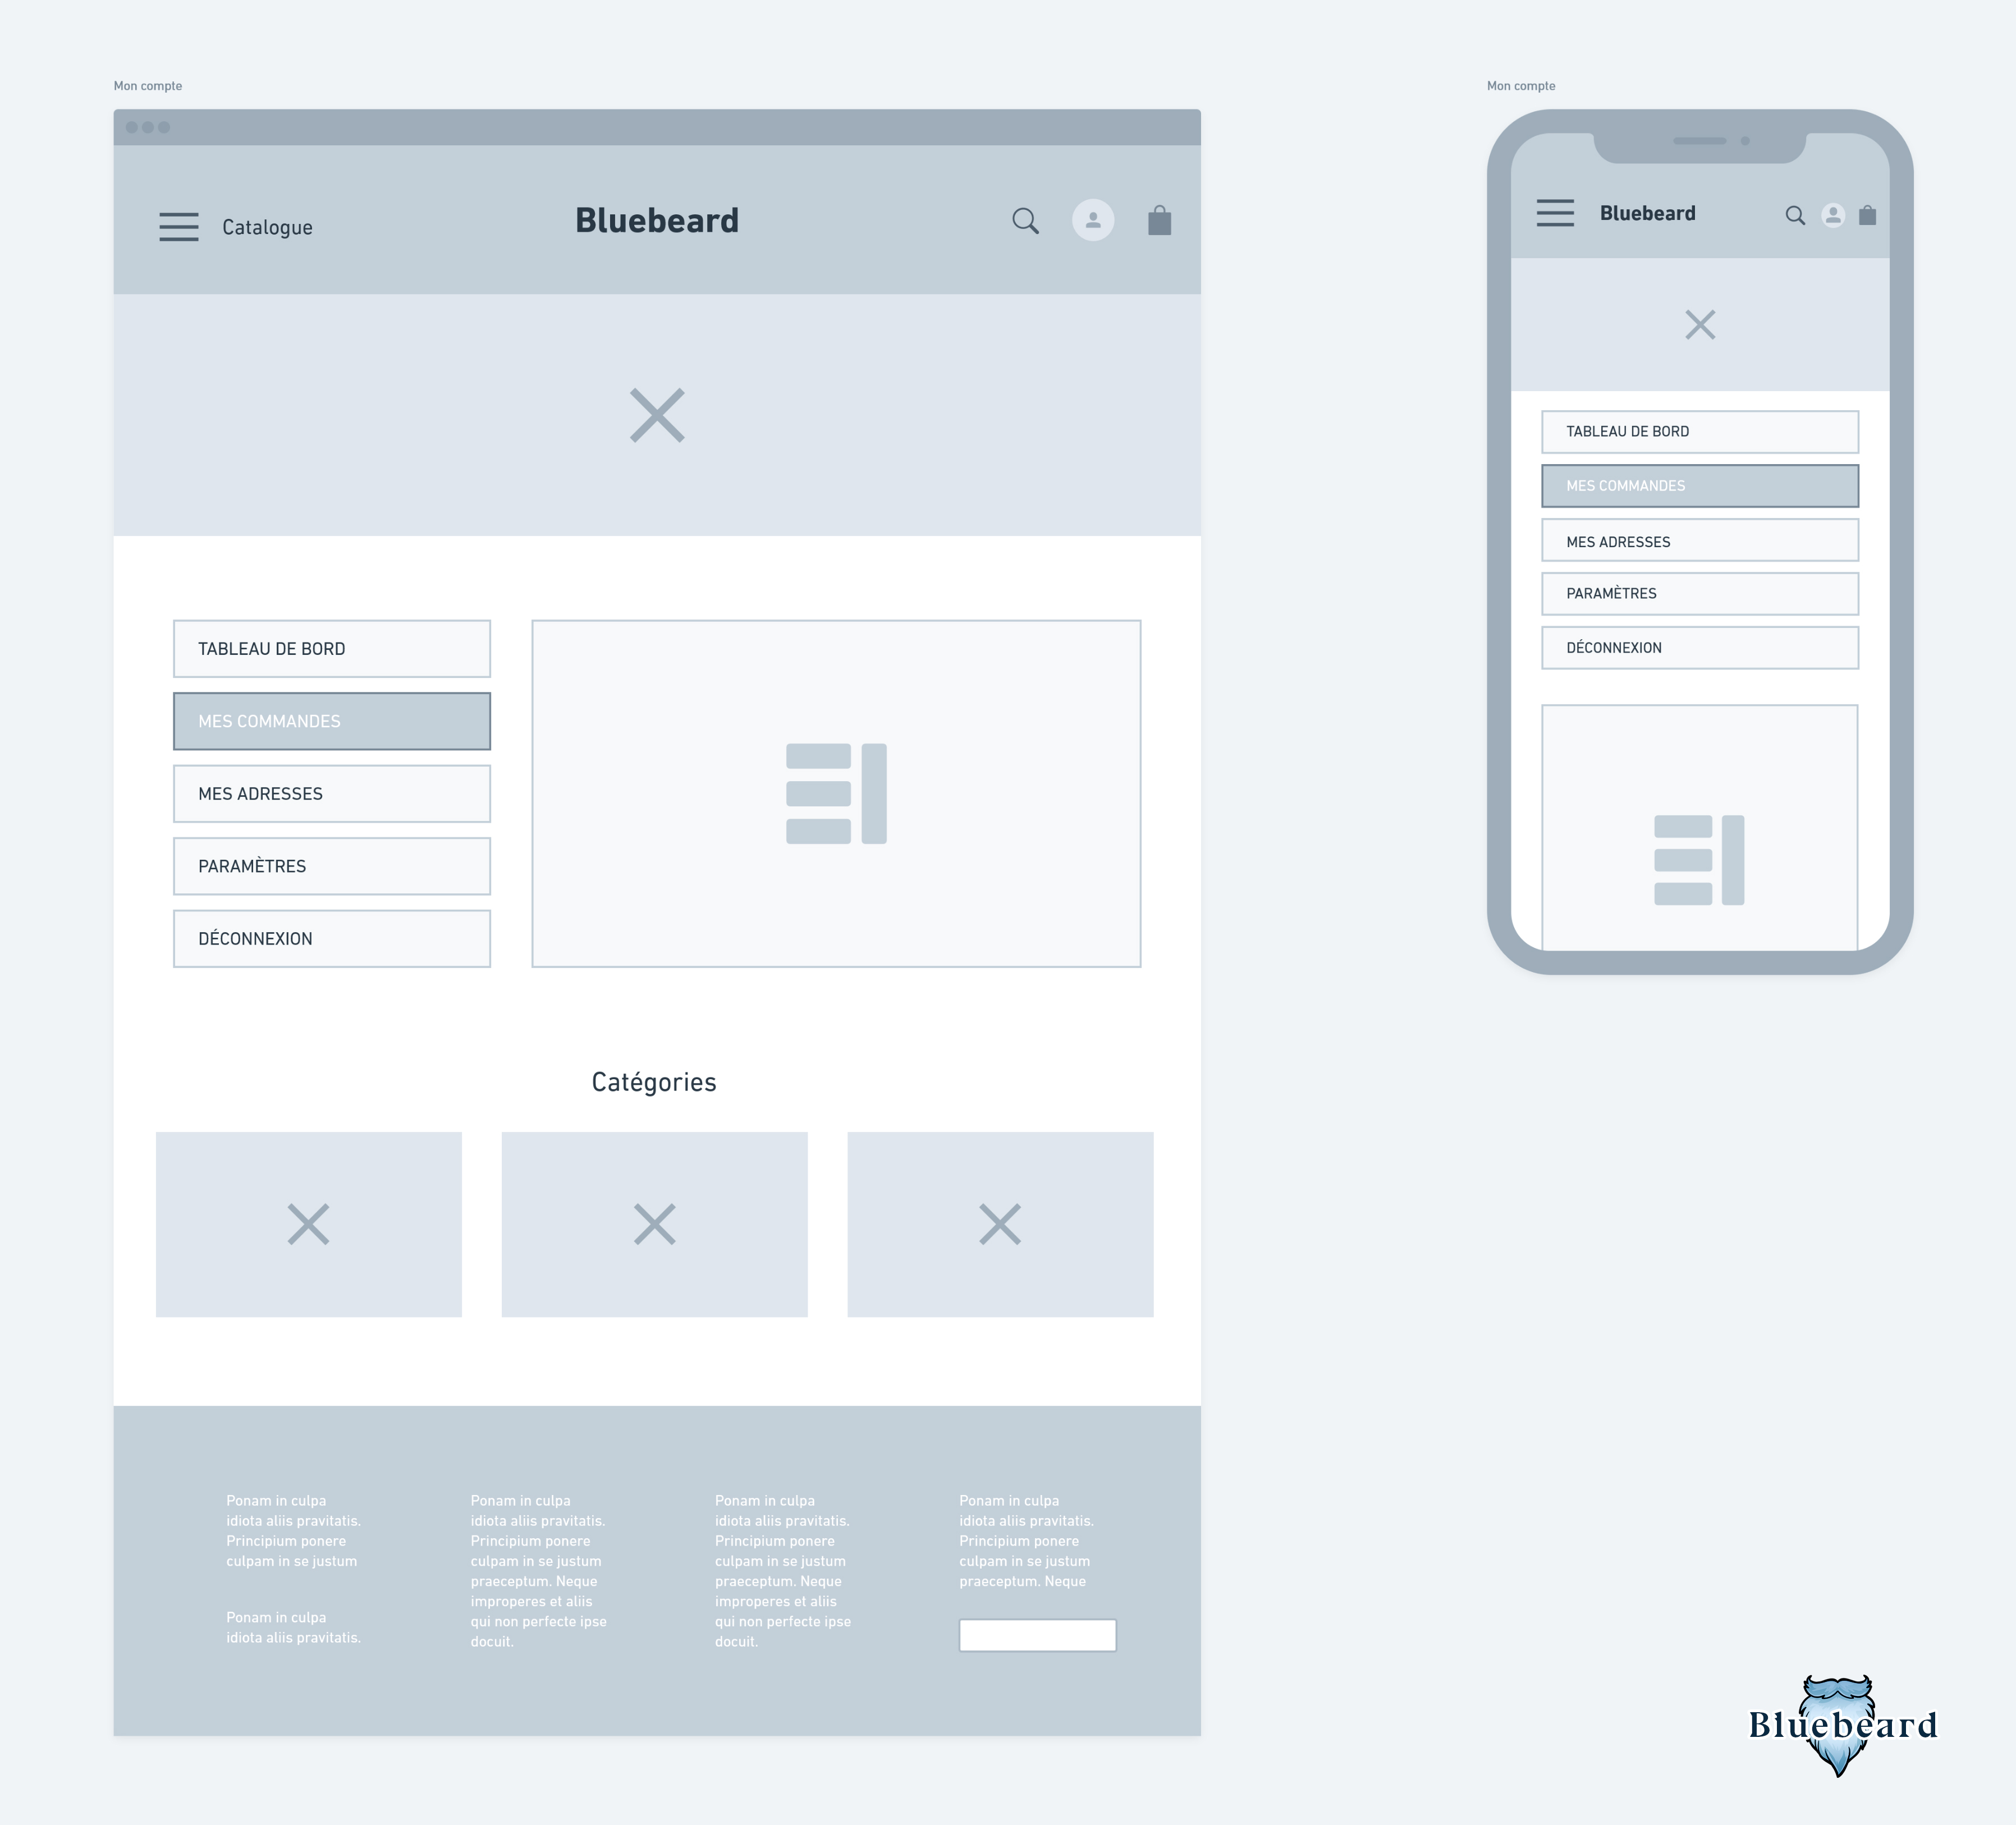 Mon compte
Catalogue
Bluebeard
TABLEAU DE BORD
MES COMMANDES
MES ADRESSES
PARAMÈTRES
DÉCONNEXION
Catégories
Ponam in culpa
idiota aliis pravitatis.
Principium ponere
culpam in se justum
Ponam in culpa
idiota aliis pravitatis.
Ponam in culpa
idiota aliis pravitatis.
Principium ponere
culpam in se justum
praeceptum. Neque
improperes et aliis
qui non perfecte ipse
docuit.
Ponam in culpa
idiota aliis pravitatis.
Principium ponere
culpam in se justum
praeceptum. Neque
improperes et aliis
qui non perfecte ipse
docuit.
Ponam in culpa
idiota aliis pravitatis.
Principium ponere
culpam in se justum
praeceptum. Neque
Mon compte
Bluebeard
TABLEAU DE BORD
MES COMMANDES
MES ADRESSES
PARAMÈTRES
DÉCONNEXION
Bluebeard